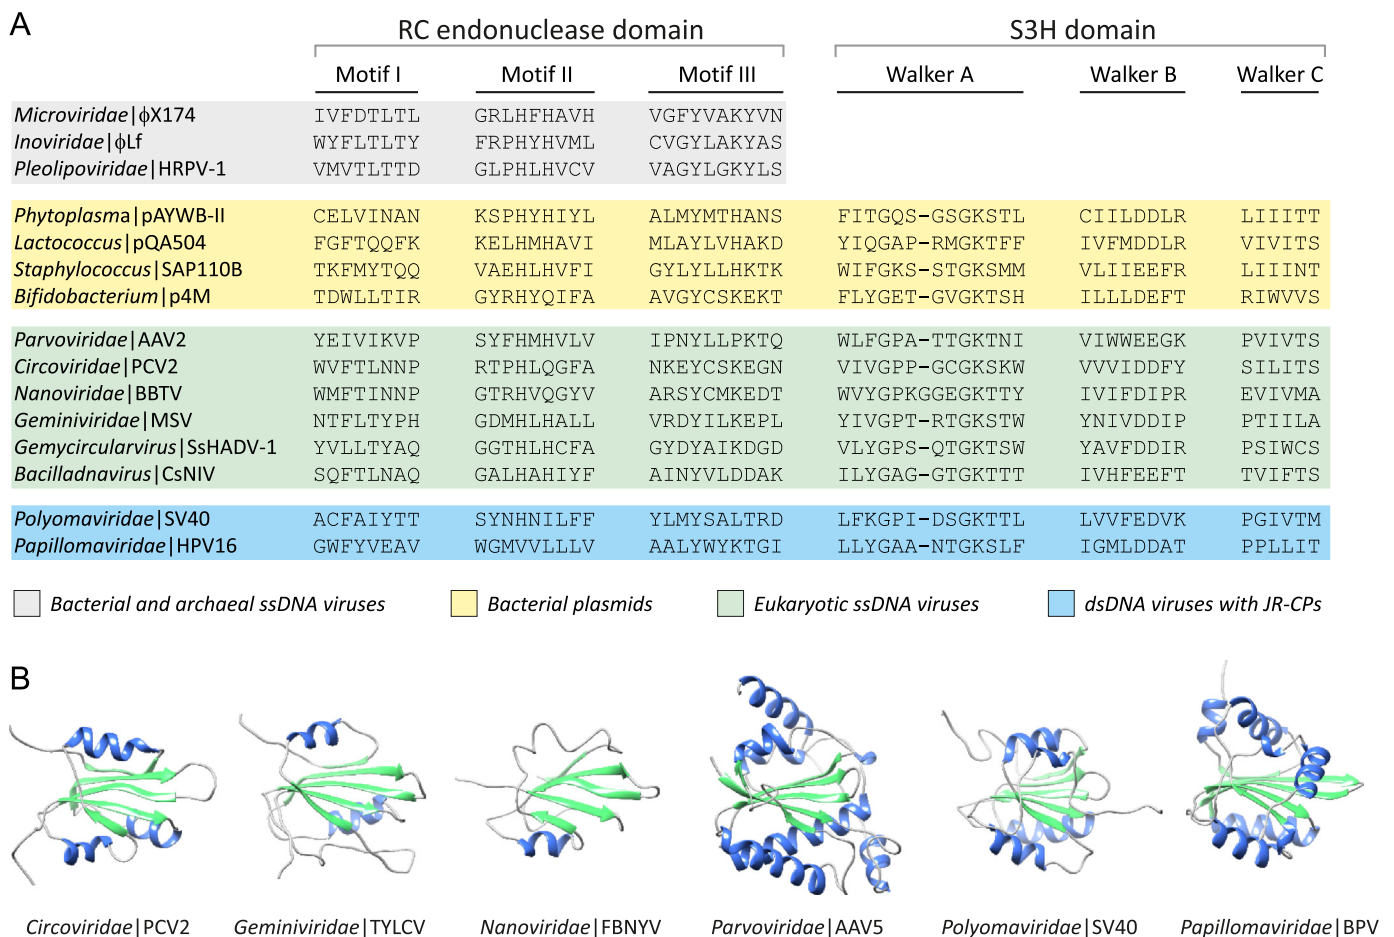 A
RC endonuclease domain S3H domain
Motif I Motif II Motif III Walker A Walker B Walker C
Microviridae|ϕX174 IVFDTLTL GRLHFHAVH VGFYVAKYVN
Inoviridae|ϕLf WYFLTLTY FRPHYHVML CVGYLAKYAS
Pleolipoviridae|HRPV-1 VMVTLTTD GLPHLHVCV VAGYLGKYLS
Phytoplasma|pAYWB-II CELVINAN KSPHYHIYL ALMYMTHANS FITGQS-GSGKSTL CIILDDLR LIIITT
Lactococcus|pQA504 FGFTQQFK KELHMHAVI MLAYLVHAKD YIQGAP-RMGKTFF IVFMDDLR VIVITS
Staphylococcus|SAP110B TKFMYTQQ VAEHLHVFI GYLYLLHKTK WIFGKS-STGKSMM VLIIEEFR LIIINT
Bifidobacterium|p4M TDWLLTIR GYRHYQIFA AVGYCSKEKT FLYGET-GVGKTSH ILLLDEFT RIWVVS
Parvoviridae|AAV2 YEIVIKVP SYFHMHVLV IPNYLLPKTQ WLFGPA-TTGKTNI VIWWEEGK PVIVTS
Circoviridae|PCV2 WVFTLNNP RTPHLQGFA NKEYCSKEGN VIVGPP-GCGKSKW VVVIDDFY SILITS
Nanoviridae|BBTV WMFTINNP GTRHVQGYV ARSYCMKEDT WVYGPKGGEGKTTY IVIFDIPR EVIVMA
Geminiviridae|MSV NTFLTYPH GDMHLHALL VRDYILKEPL YIVGPT-RTGKSTW YNIVDDIP PTIILA
Gemycircularvirus|SsHADV-1 YVLLTYAQ GGTHLHCFA GYDYAIKDGD VLYGPS-QTGKTSW YAVFDDIR PSIWCS
Bacilladnavirus|CsNIV SQFTLNAQ GALHAHIYF AINYVLDDAK ILYGAG-GTGKTTT IVHFEEFT TVIFTS
Polyomaviridae|SV40 ACFAIYTT SYNHNILFF YLMYSALTRD LFKGPI-DSGKTTL LVVFEDVK PGIVTM
Papillomaviridae|HPV16 GWFYVEAV WGMVVLLLV AALYWYKTGI LLYGAA-NTGKSLF IGMLDDAT PPLLIT
Bacterial and archaeal ssDNA viruses Bacterial plasmids Eukaryotic ssDNA viruses dsDNA viruses with JR-CPs
B
Circoviridae|PCV2 Geminiviridae|TYLCV Nanoviridae|FBNYV Parvoviridae|AAV5 Polyomaviridae|SV40 Papillomaviridae|BPV